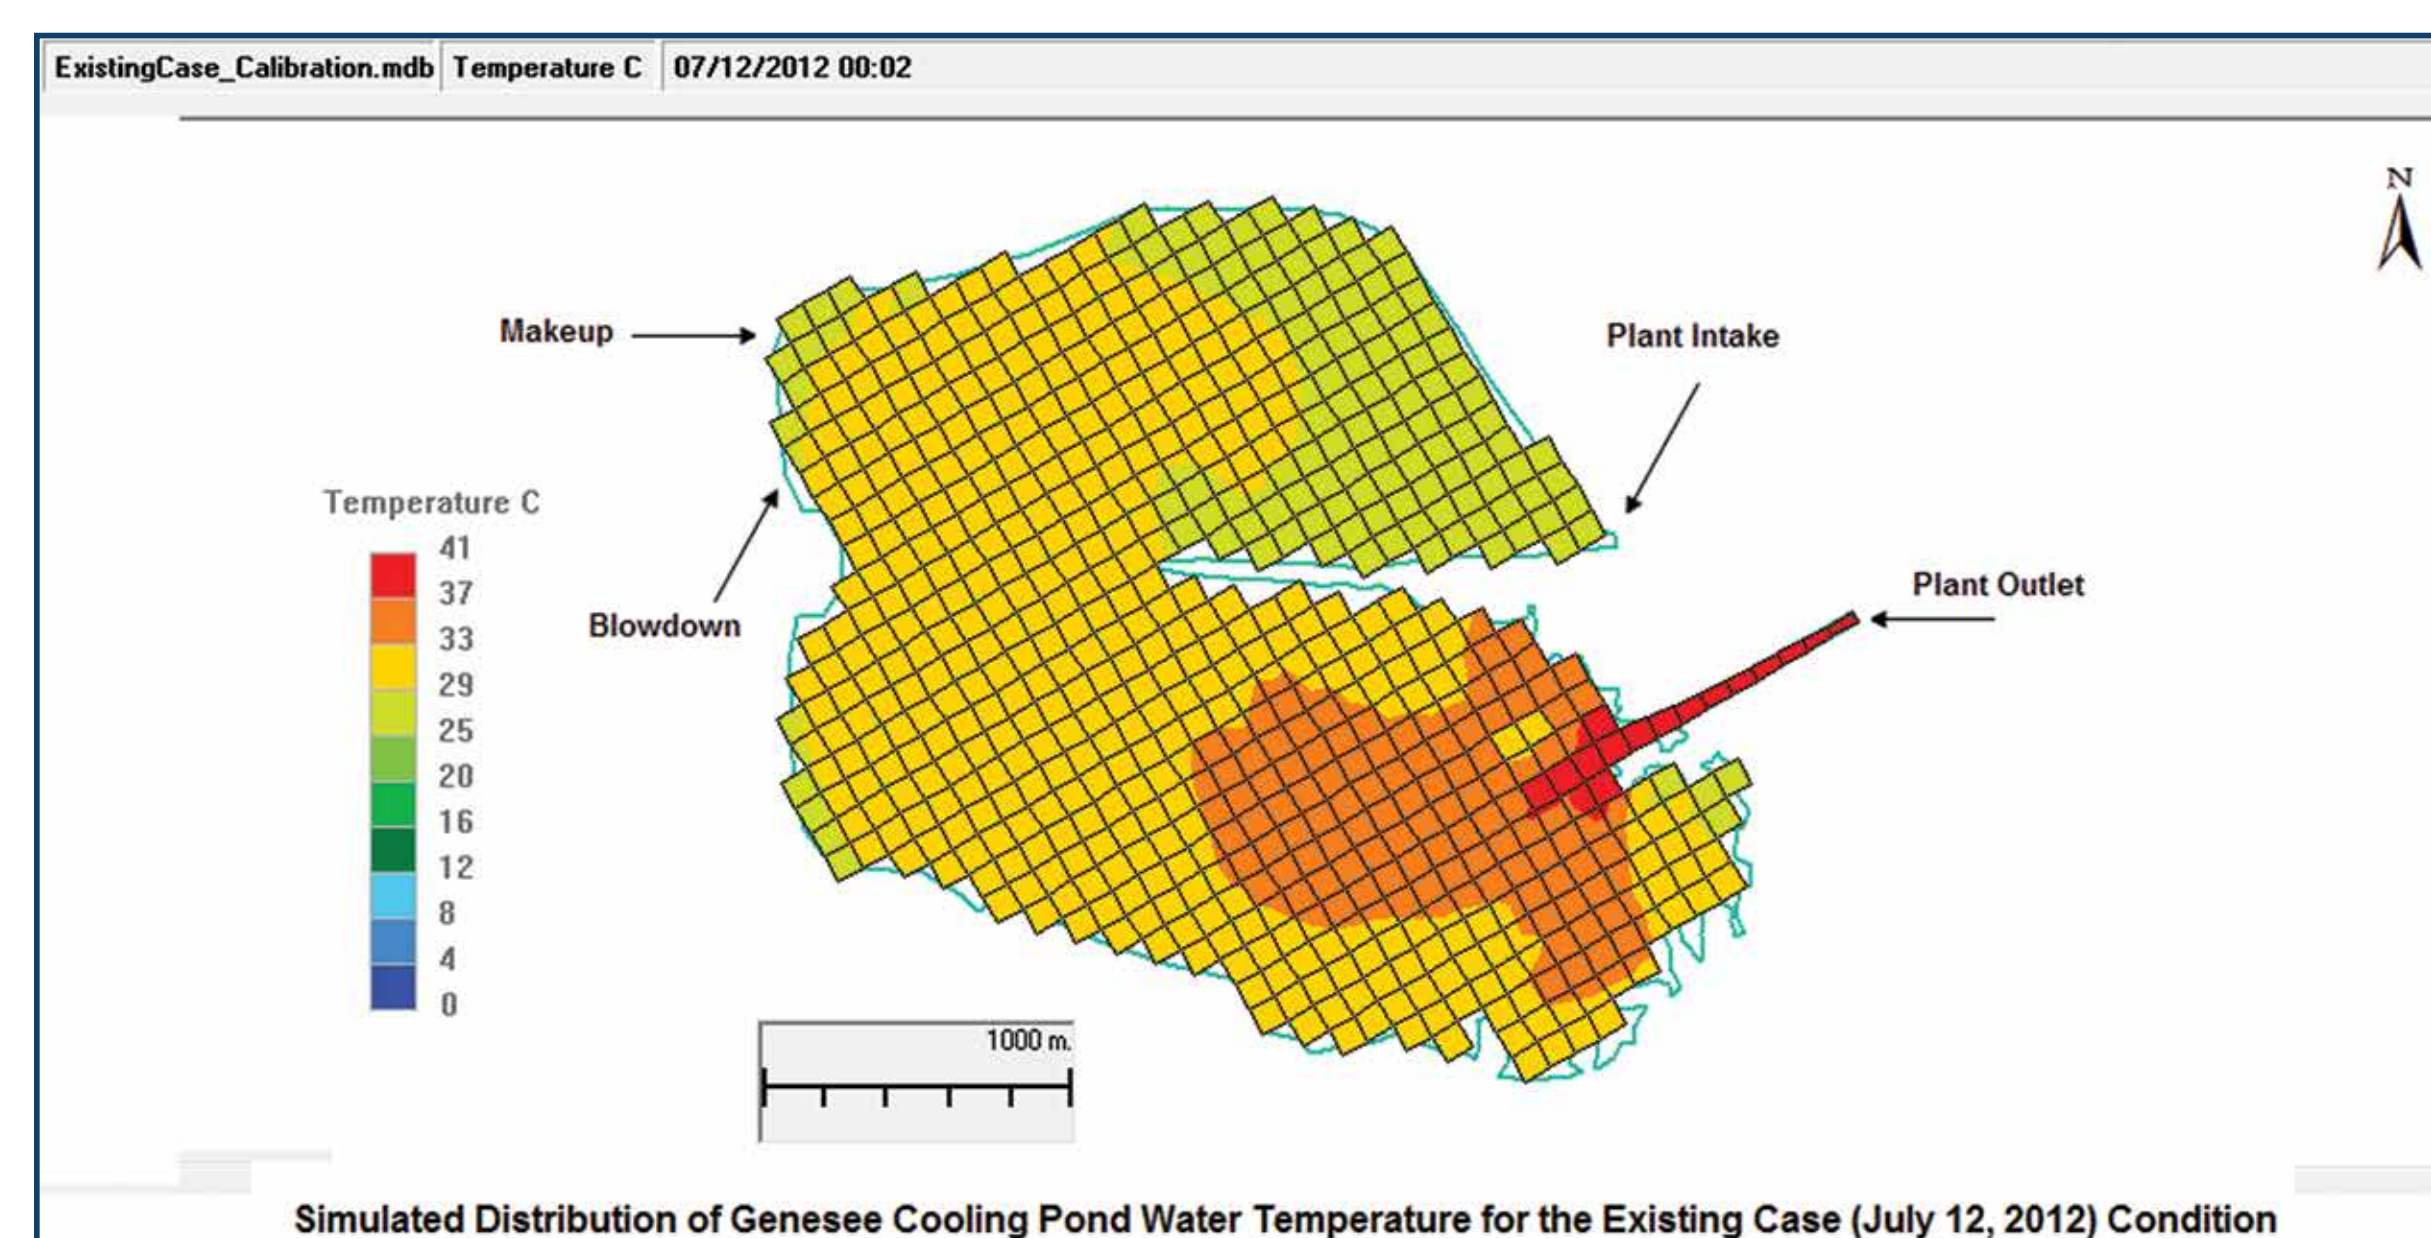 ExistingCase_Calibration.mdb Temperature C 07/12/2012 00:02
N
Makeup
Plant Intake
Temperature C
41
37
33
29
25
20
16
12
8
4
0
Blowdown
Plant Outlet
1000 m.
Simulated Distribution of Genesee Cooling Pond Water Temperature for the Existing Case (July 12, 2012) Condition